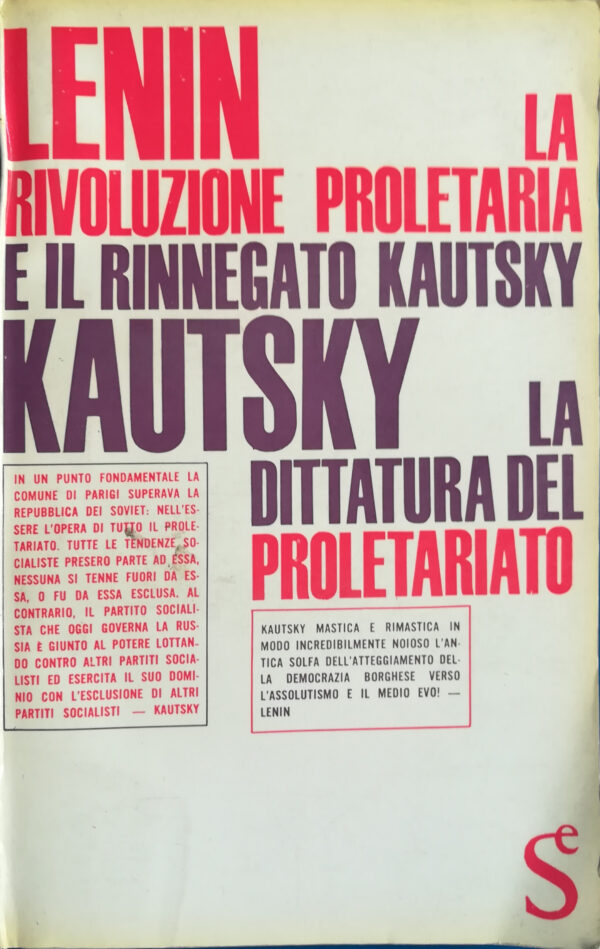 LENIN LA
RIVOLUZIONE PROLETARIA
E IL RINNEGATO KAUTSKY
KAUTSKY LA
DITTATURA DEL
PROLETARIATO
IN UN PUNTO FONDAMENTALE LA
COMUNE DI PARIGI SUPERAVA LA
REPUBBLICA DEI SOVIET: NELL'ES-
SERE L'OPERA DI TUTTO IL PROLE-
TARIATO. TUTTE LE TENDENZE SO-
CIALISTE PRESERO PARTE AD ESSA,
NESSUNA SI TENNE FUORI DA ES-
SA, O FU DA ESSA ESCLUSA. AL
CONTRARIO, IL PARTITO SOCIALI-
STA CHE OGGI GOVERNA LA RUS-
SIA È GIUNTO AL POTERE LOTTAN-
DO CONTRO ALTRI PARTITI SOCIA-
LISTI ED ESERCITA IL SUO DOMI-
NIO CON L'ESCLUSIONE DI ALTRI
PARTITI SOCIALISTI — KAUTSKY
KAUTSKY MASTICA E RIMASTICA IN
MODO INCREDIBILMENTE NOIOSO L'AN-
TICA SOLFA DELL'ATTEGGIAMENTO DEL-
LA DEMOCRAZIA BORGHESE VERSO
L'ASSOLUTISMO E IL MEDIO EVO! —
LENIN
Se